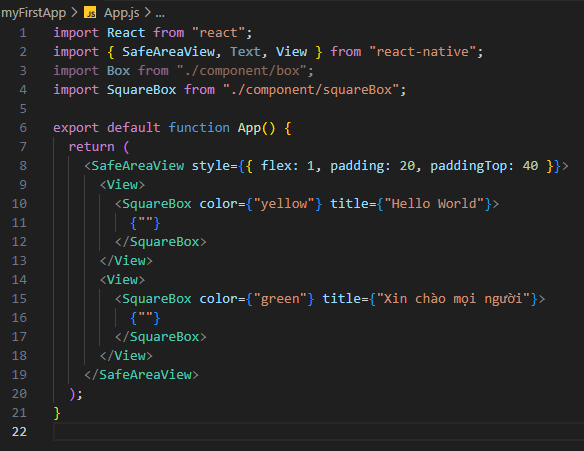 myFirstApp > JS App.js > ...
1 import React from "react";
2 import { SafeAreaView, Text, View } from "react-native";
3 import Box from "./component/box";
4 import SquareBox from "./component/squareBox";
5
6 export default function App() {
7   return (
8     <SafeAreaView style={{ flex: 1, padding: 20, paddingTop: 40 }}>
9       <View>
10         <SquareBox color={"yellow"} title={"Hello World"}>
11           {""}
12         </SquareBox>
13       </View>
14       <View>
15         <SquareBox color={"green"} title={"Xin chào mọi người"}>
16           {""}
17         </SquareBox>
18       </View>
19     </SafeAreaView>
20   );
21 }
22